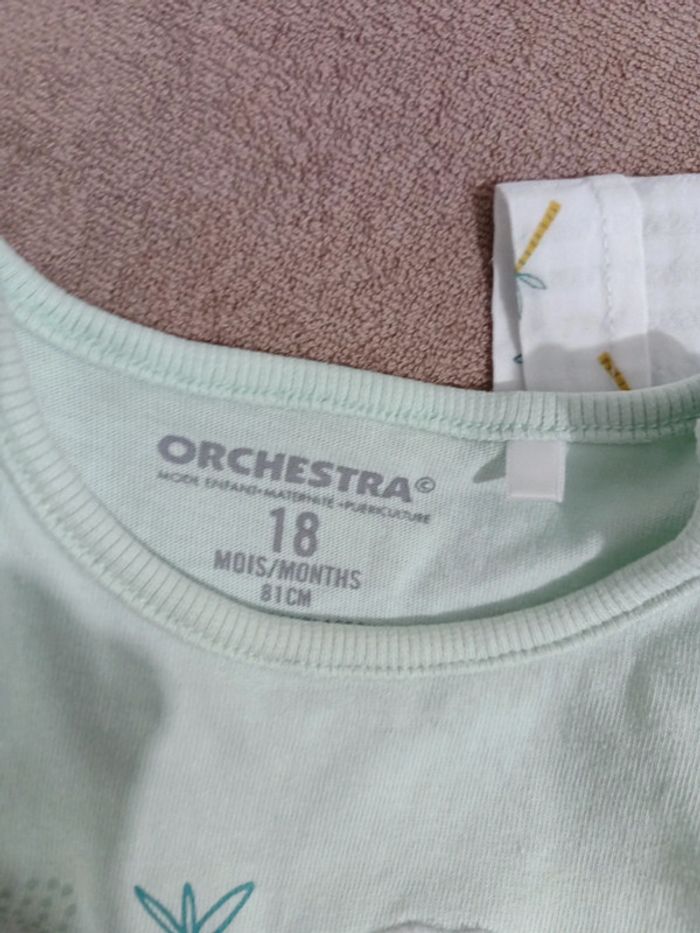 ORCHESTRA©
MODE ENFANT•MATERNITÉ•PUÉRICULTURE
18
MOIS/MONTHS
81CM